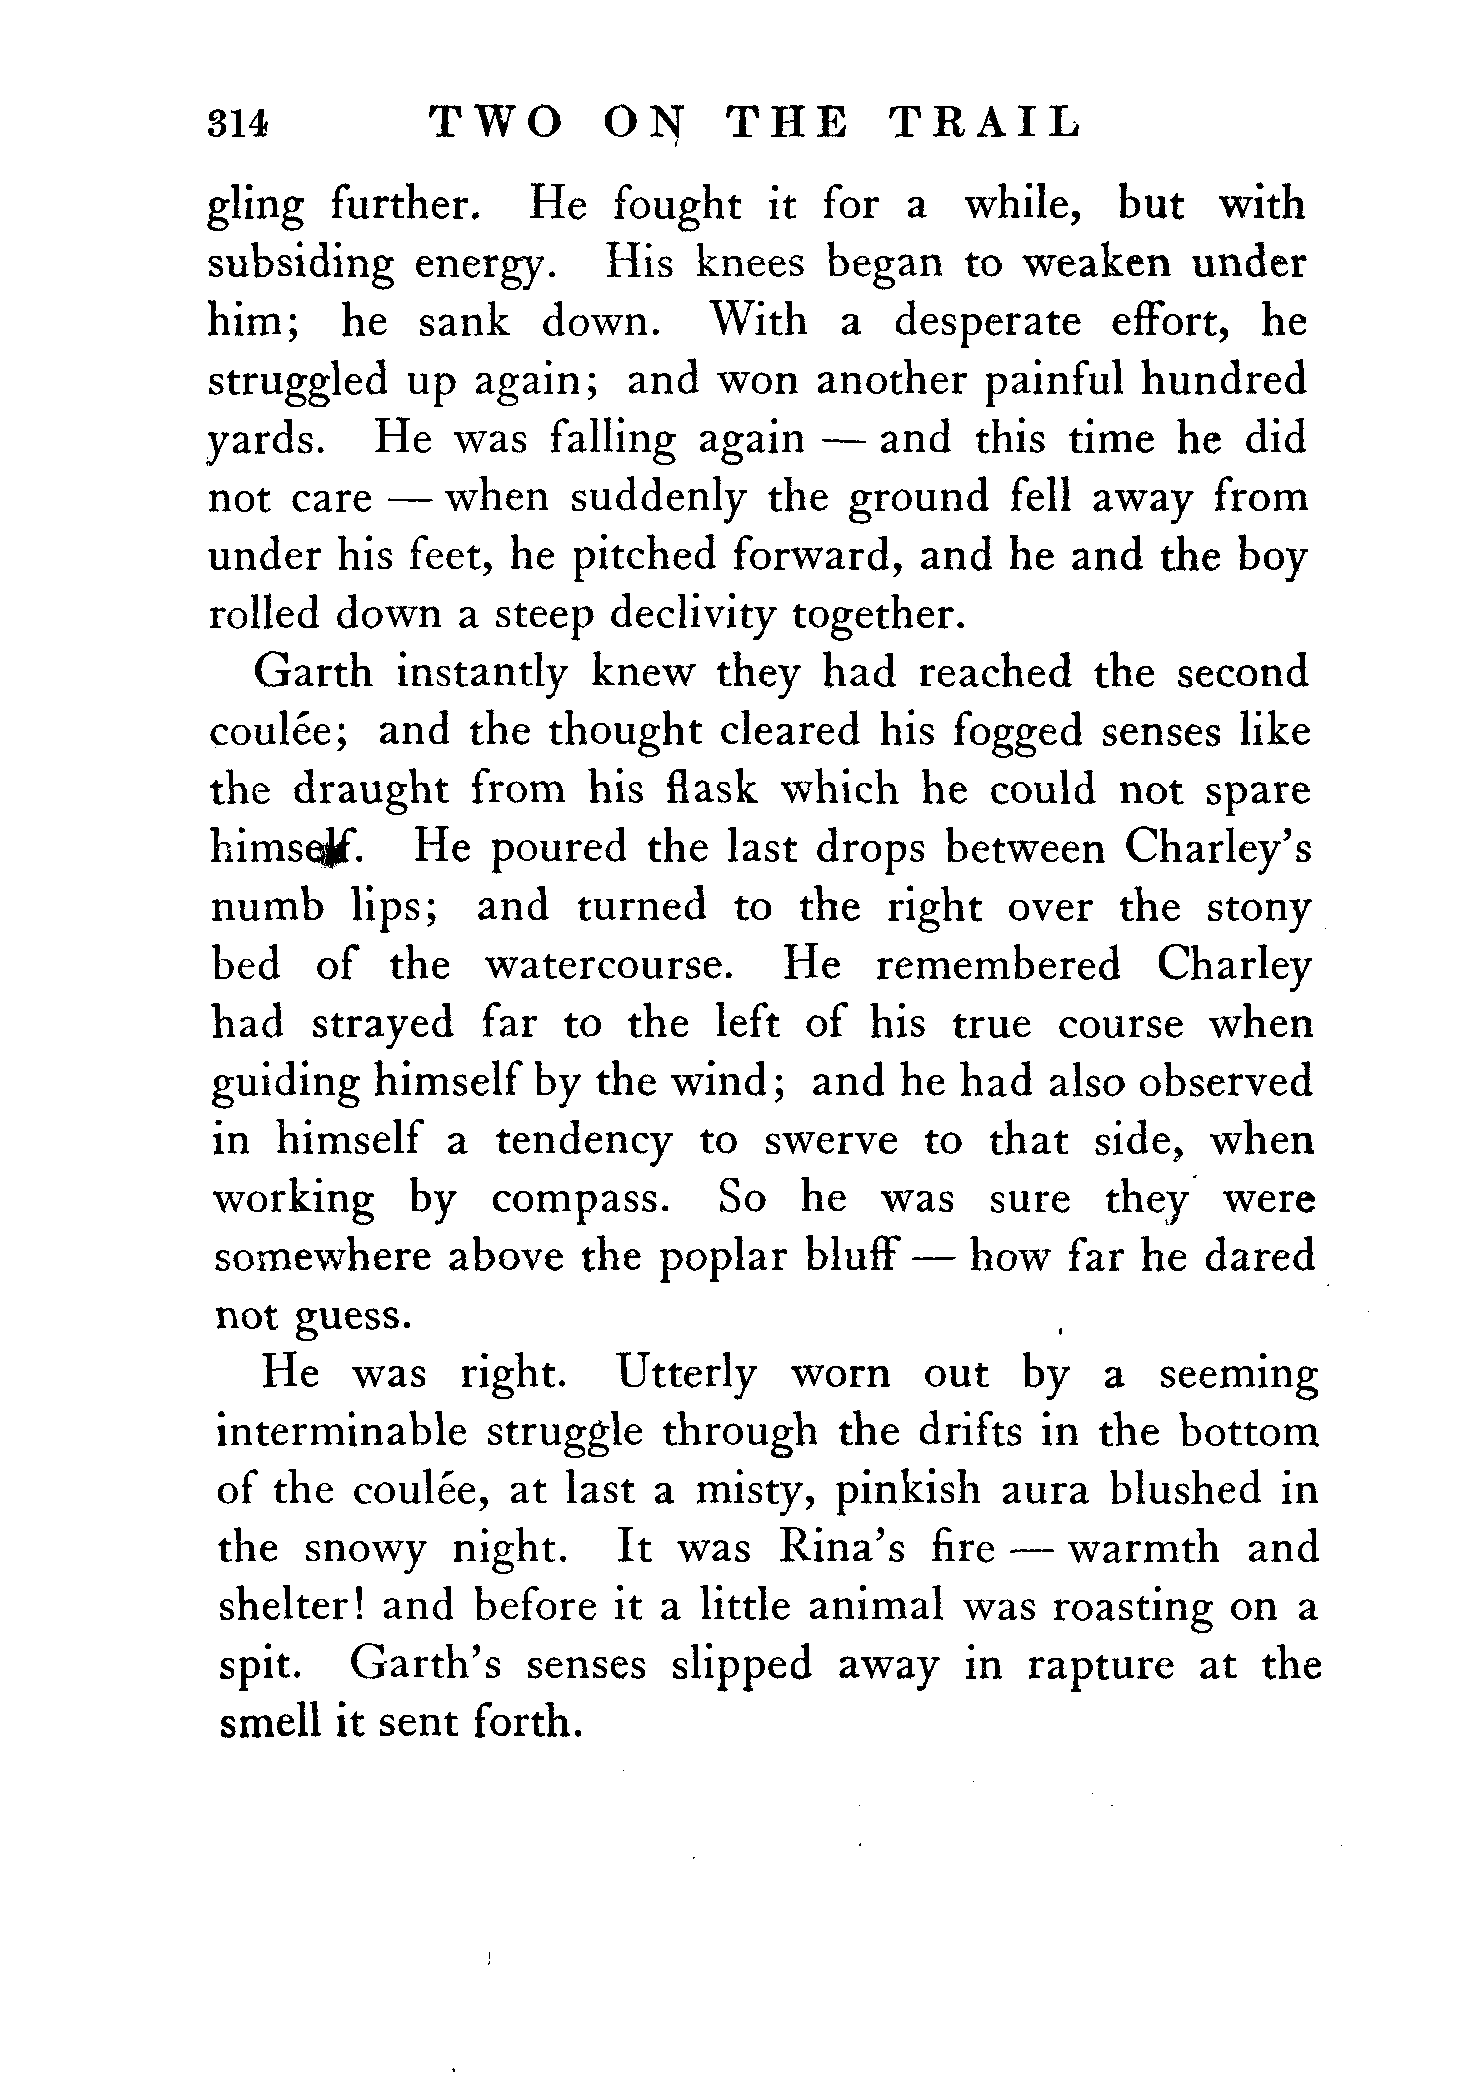 314 TWO ON THE TRAIL
gling further. He fought it for a while, but with
subsiding energy. His knees began to weaken under
him; he sank down. With a desperate effort, he
struggled up again; and won another painful hundred
yards. He was falling again — and this time he did
not care — when suddenly the ground fell away from
under his feet, he pitched forward, and he and the boy
rolled down a steep declivity together.
Garth instantly knew they had reached the second
coulée; and the thought cleared his fogged senses like
the draught from his flask which he could not spare
himself. He poured the last drops between Charley's
numb lips; and turned to the right over the stony
bed of the watercourse. He remembered Charley
had strayed far to the left of his true course when
guiding himself by the wind; and he had also observed
in himself a tendency to swerve to that side, when
working by compass. So he was sure they were
somewhere above the poplar bluff — how far he dared
not guess.
He was right. Utterly worn out by a seeming
interminable struggle through the drifts in the bottom
of the coulée, at last a misty, pinkish aura blushed in
the snowy night. It was Rina's fire — warmth and
shelter! and before it a little animal was roasting on a
spit. Garth's senses slipped away in rapture at the
smell it sent forth.